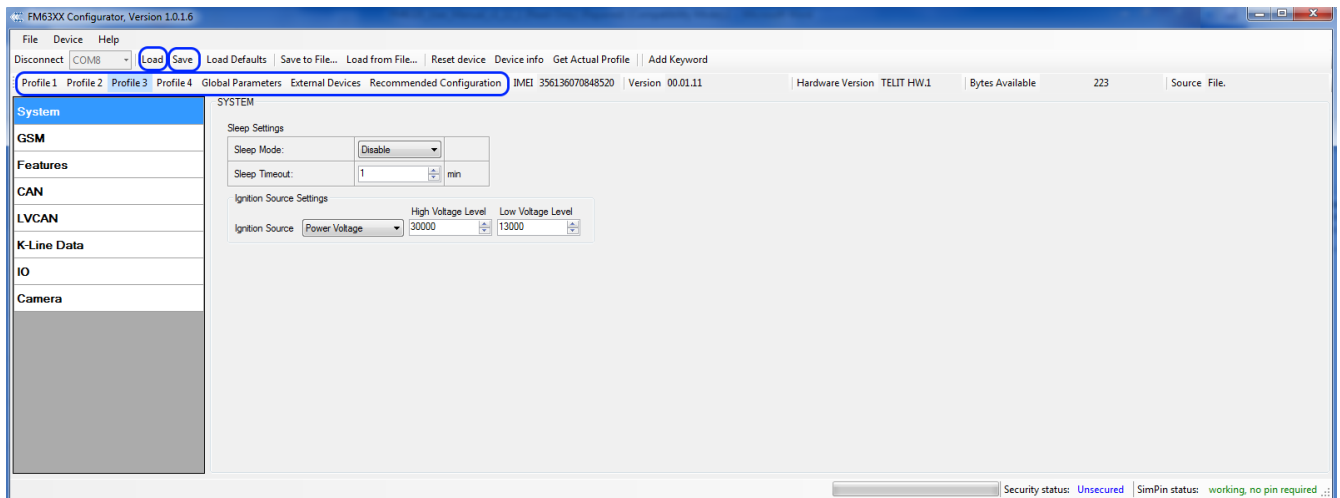 FM63XX Configurator, Version 1.0.1.6
File Device Help
Disconnect COM8 Load Save Load Defaults Save to File... Load from File... Reset device Device info Get Actual Profile Add Keyword
Profile 1 Profile 2 Profile 3 Profile 4 Global Parameters External Devices Recommended Configuration IMEI 356136070848520 Version 00.01.11 Hardware Version TELIT HW.1 Bytes Available 223 Source File.
System
GSM
Features
CAN
LVCAN
K-Line Data
IO
Camera
SYSTEM
Sleep Settings
Sleep Mode: Disable
Sleep Timeout: 1 min
Ignition Source Settings
High Voltage Level Low Voltage Level
Ignition Source Power Voltage 30000 13000
Security status: Unsecured SimPin status: working, no pin required